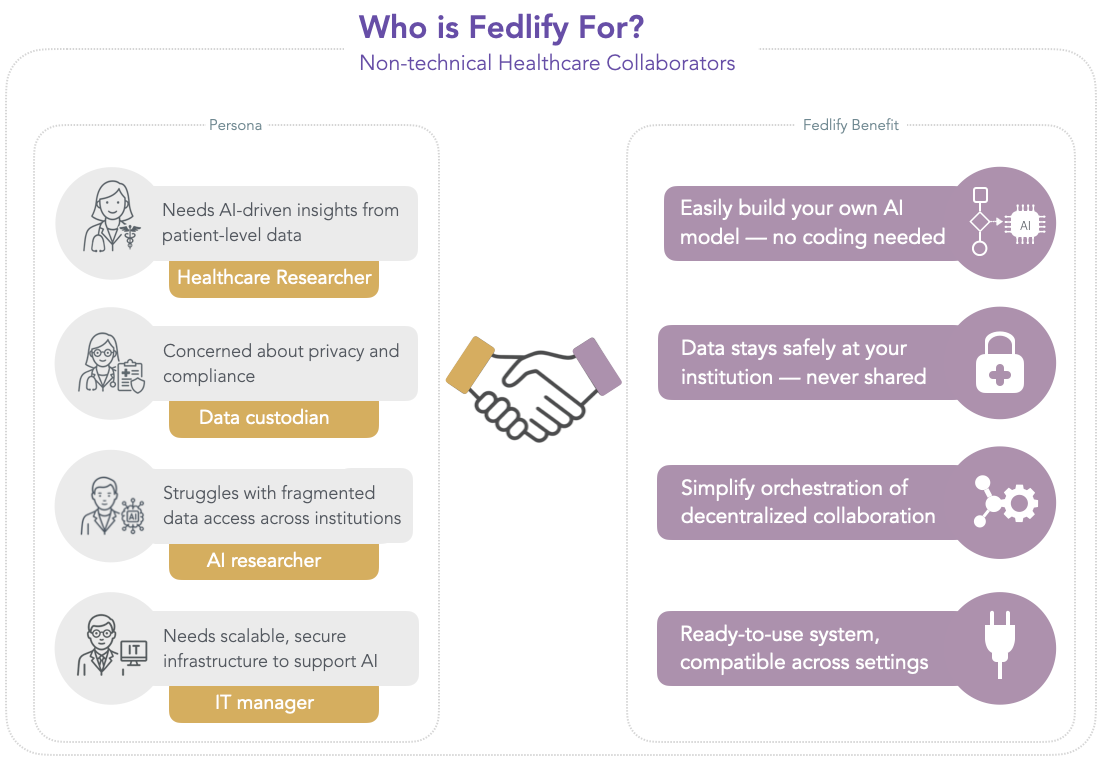 Who is Fedlify For?
Non-technical Healthcare Collaborators
Persona
Needs AI-driven insights from
patient-level data
Healthcare Researcher
Concerned about privacy and
compliance
Data custodian
Struggles with fragmented
data access across institutions
AI
AI researcher
Needs scalable, secure
infrastructure to support AI
IT
IT manager
Fedlify Benefit
Easily build your own AI
model — no coding needed
AI
Data stays safely at your
institution — never shared
Simplify orchestration of
decentralized collaboration
Ready-to-use system,
compatible across settings